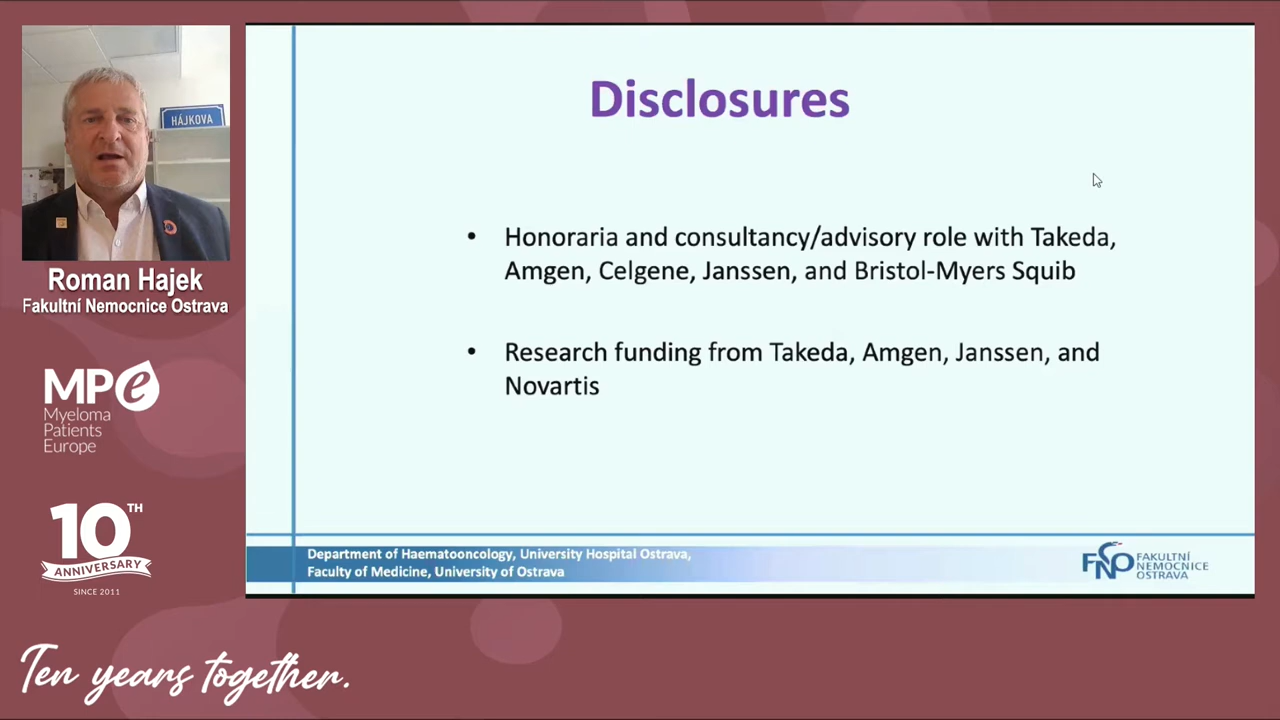 HÁJKOVA
Roman Hajek
Fakultní Nemocnice Ostrava
MPe
Myeloma
Patients
Europe
10TH
ANNIVERSARY
SINCE 2011
Ten years together.
Disclosures
• Honoraria and consultancy/advisory role with Takeda,
Amgen, Celgene, Janssen, and Bristol-Myers Squib
• Research funding from Takeda, Amgen, Janssen, and
Novartis
Department of Haematooncology, University Hospital Ostrava,
Faculty of Medicine, University of Ostrava
FNO
FAKULTNÍ
NEMOCNICE
OSTRAVA